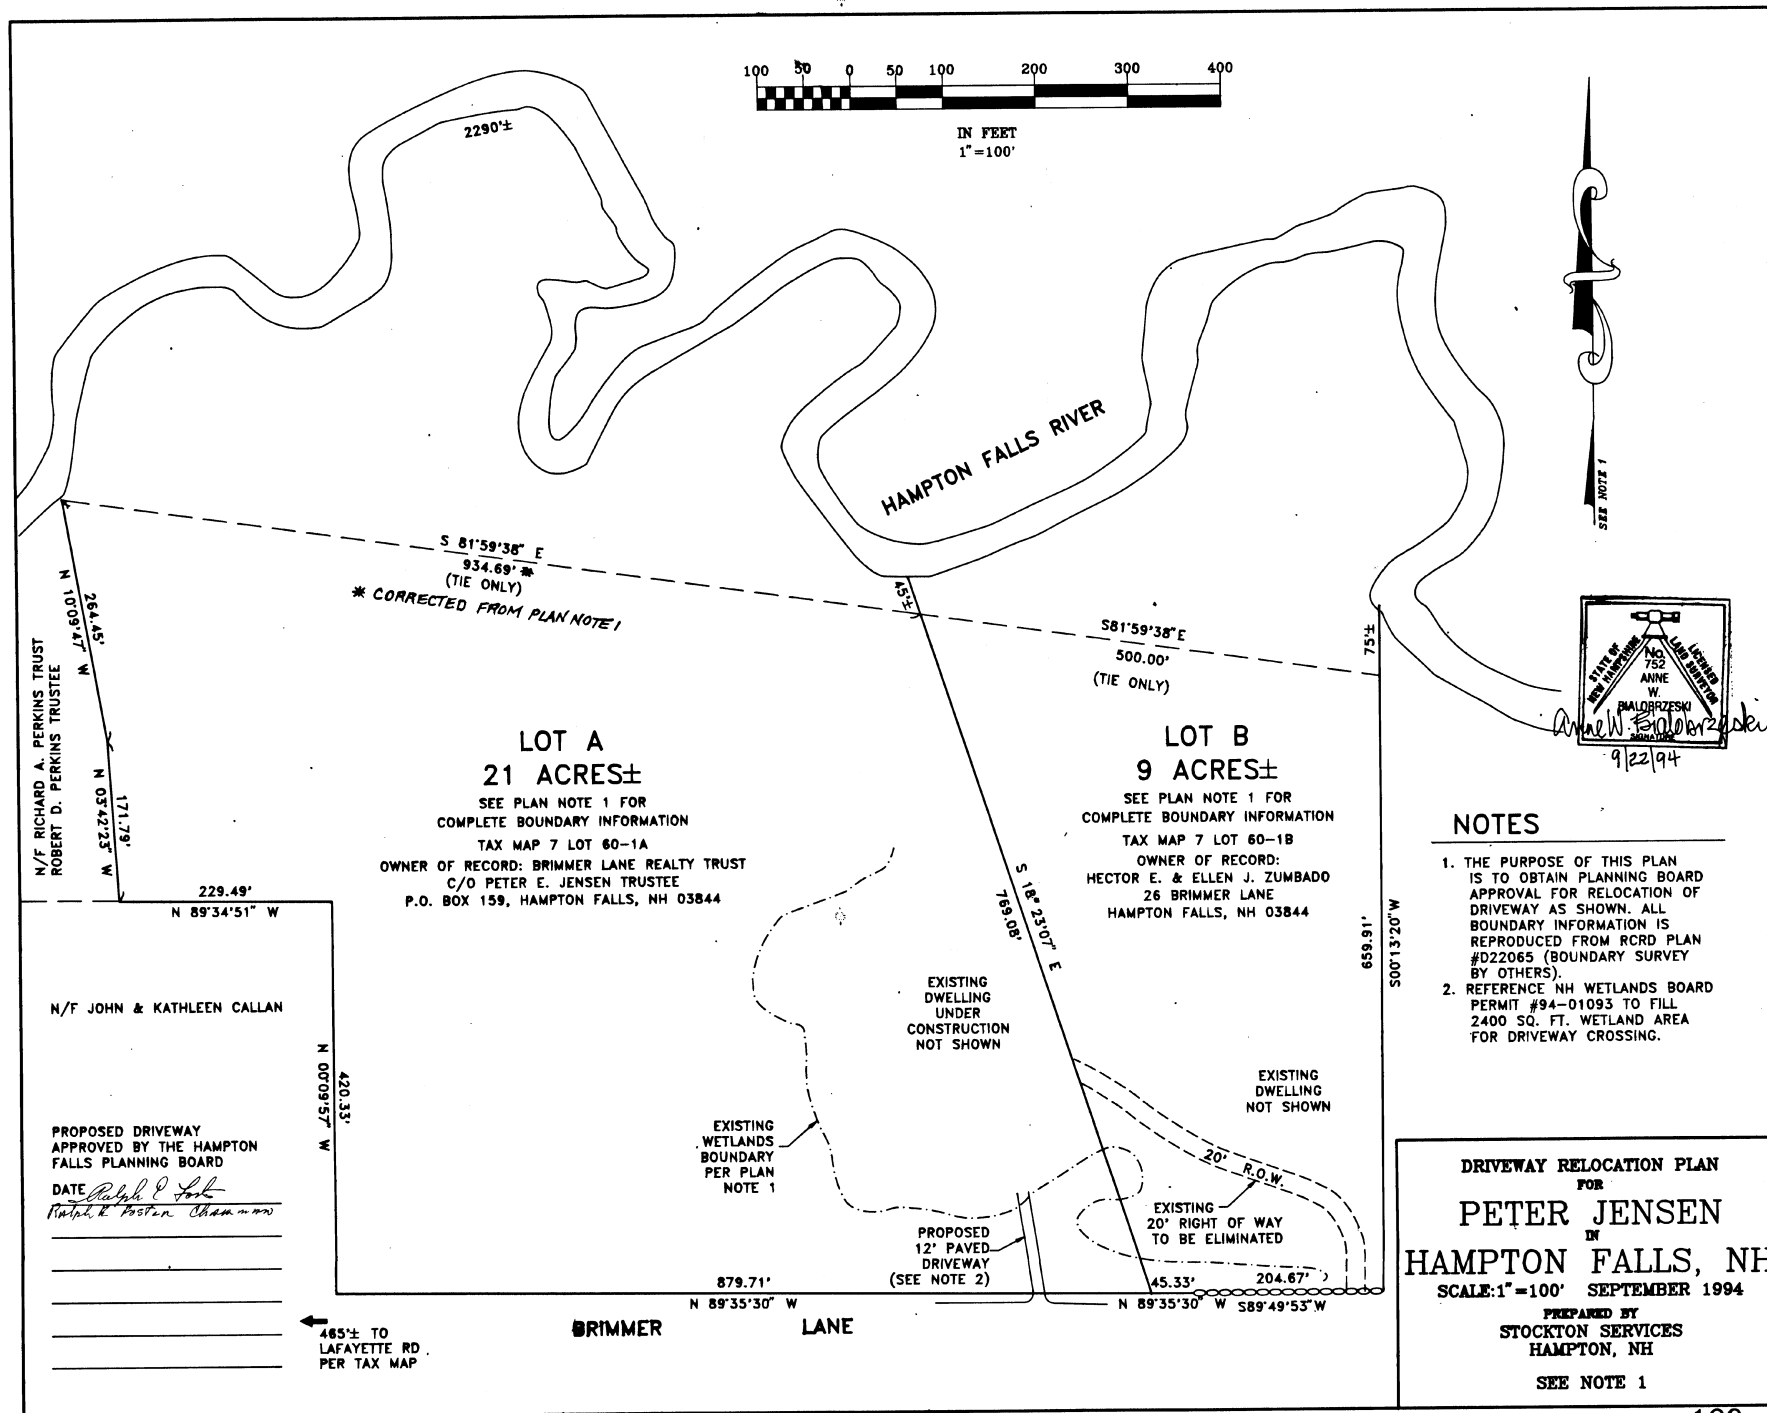 100 50 0 50 100 200 300 400
IN FEET
1"=100'
2290'±
HAMPTON FALLS RIVER
SEE NOTE 1
S 81°59'38" E
934.69' *
(TIE ONLY)
* CORRECTED FROM PLAN NOTE 1
45'±
S81°59'38"E
500.00'
(TIE ONLY)
75'±
264.45'
N 10°09'47" W
171.79'
N 03°42'23" W
N/F RICHARD A. PERKINS TRUST
ROBERT D. PERKINS TRUSTEE
229.49'
N 89°34'51" W
LOT A
21 ACRES±
SEE PLAN NOTE 1 FOR
COMPLETE BOUNDARY INFORMATION
TAX MAP 7 LOT 60-1A
OWNER OF RECORD: BRIMMER LANE REALTY TRUST
C/O PETER E. JENSEN TRUSTEE
P.O. BOX 159, HAMPTON FALLS, NH 03844
LOT B
9 ACRES±
SEE PLAN NOTE 1 FOR
COMPLETE BOUNDARY INFORMATION
TAX MAP 7 LOT 60-1B
OWNER OF RECORD:
HECTOR E. & ELLEN J. ZUMBADO
26 BRIMMER LANE
HAMPTON FALLS, NH 03844
S 18° 23'07" E
769.08'
659.91'
S00°13'20"W
STATE OF
NEW HAMPSHIRE
LICENSED
LAND SURVEYOR
No.
752
ANNE
W.
BIALOBRZESKI
Anne W. Bialobrzeski
SIGNATURE
9/22/94
NOTES
1. THE PURPOSE OF THIS PLAN
IS TO OBTAIN PLANNING BOARD
APPROVAL FOR RELOCATION OF
DRIVEWAY AS SHOWN. ALL
BOUNDARY INFORMATION IS
REPRODUCED FROM RCRD PLAN
#D22065 (BOUNDARY SURVEY
BY OTHERS).
2. REFERENCE NH WETLANDS BOARD
PERMIT #94-01093 TO FILL
2400 SQ. FT. WETLAND AREA
FOR DRIVEWAY CROSSING.
N/F JOHN & KATHLEEN CALLAN
N 00°09'57" W
420.33'
EXISTING
DWELLING
UNDER
CONSTRUCTION
NOT SHOWN
EXISTING
DWELLING
NOT SHOWN
EXISTING
WETLANDS
BOUNDARY
PER PLAN
NOTE 1
20' R.O.W.
EXISTING
20' RIGHT OF WAY
TO BE ELIMINATED
PROPOSED
12' PAVED
DRIVEWAY
(SEE NOTE 2)
PROPOSED DRIVEWAY
APPROVED BY THE HAMPTON
FALLS PLANNING BOARD
DATE Ralph E Foster
Ralph E Foster Chairman
879.71'
N 89°35'30" W
45.33'
N 89°35'30" W
204.67'
S89°49'53"W
BRIMMER LANE
465'± TO
LAFAYETTE RD
PER TAX MAP
DRIVEWAY RELOCATION PLAN
FOR
PETER JENSEN
IN
HAMPTON FALLS, NH
SCALE:1"=100' SEPTEMBER 1994
PREPARED BY
STOCKTON SERVICES
HAMPTON, NH
SEE NOTE 1